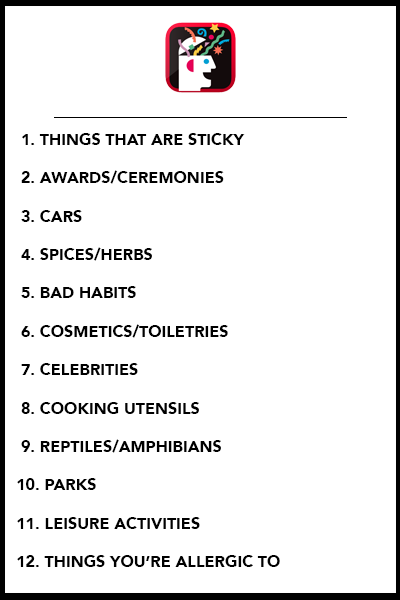 1. THINGS THAT ARE STICKY
2. AWARDS/CEREMONIES
3. CARS
4. SPICES/HERBS
5. BAD HABITS
6. COSMETICS/TOILETRIES
7. CELEBRITIES
8. COOKING UTENSILS
9. REPTILES/AMPHIBIANS
10. PARKS
11. LEISURE ACTIVITIES
12. THINGS YOU’RE ALLERGIC TO